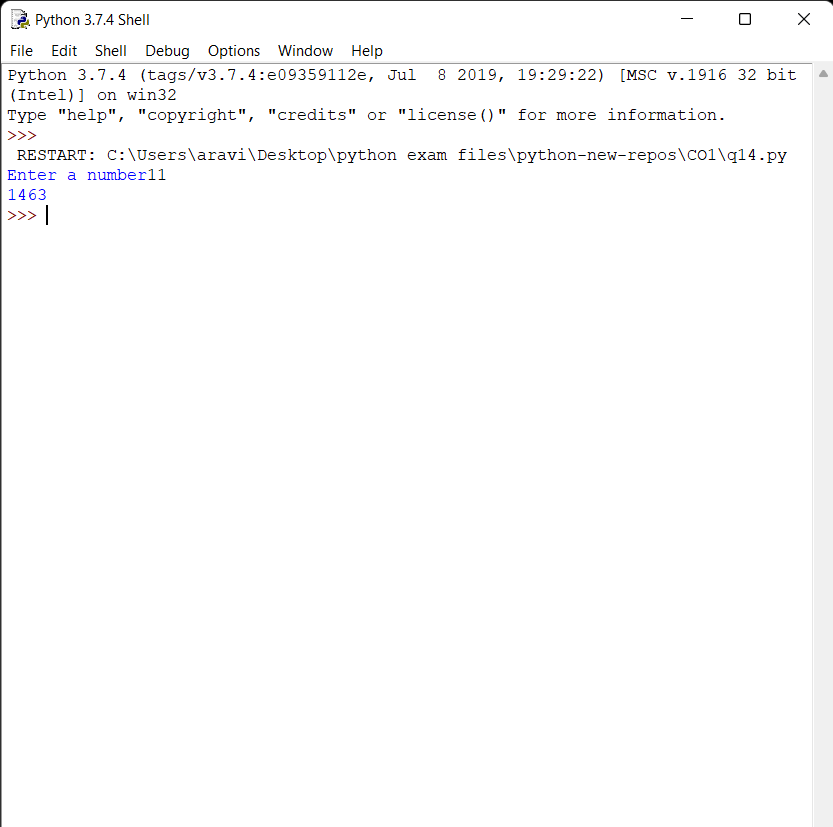 Python 3.7.4 Shell
File Edit Shell Debug Options Window Help
Python 3.7.4 (tags/v3.7.4:e09359112e, Jul  8 2019, 19:29:22) [MSC v.1916 32 bit
(Intel)] on win32
Type "help", "copyright", "credits" or "license()" for more information.
>>>
 RESTART: C:\Users\aravi\Desktop\python exam files\python-new-repos\CO1\q14.py
Enter a number11
1463
>>>